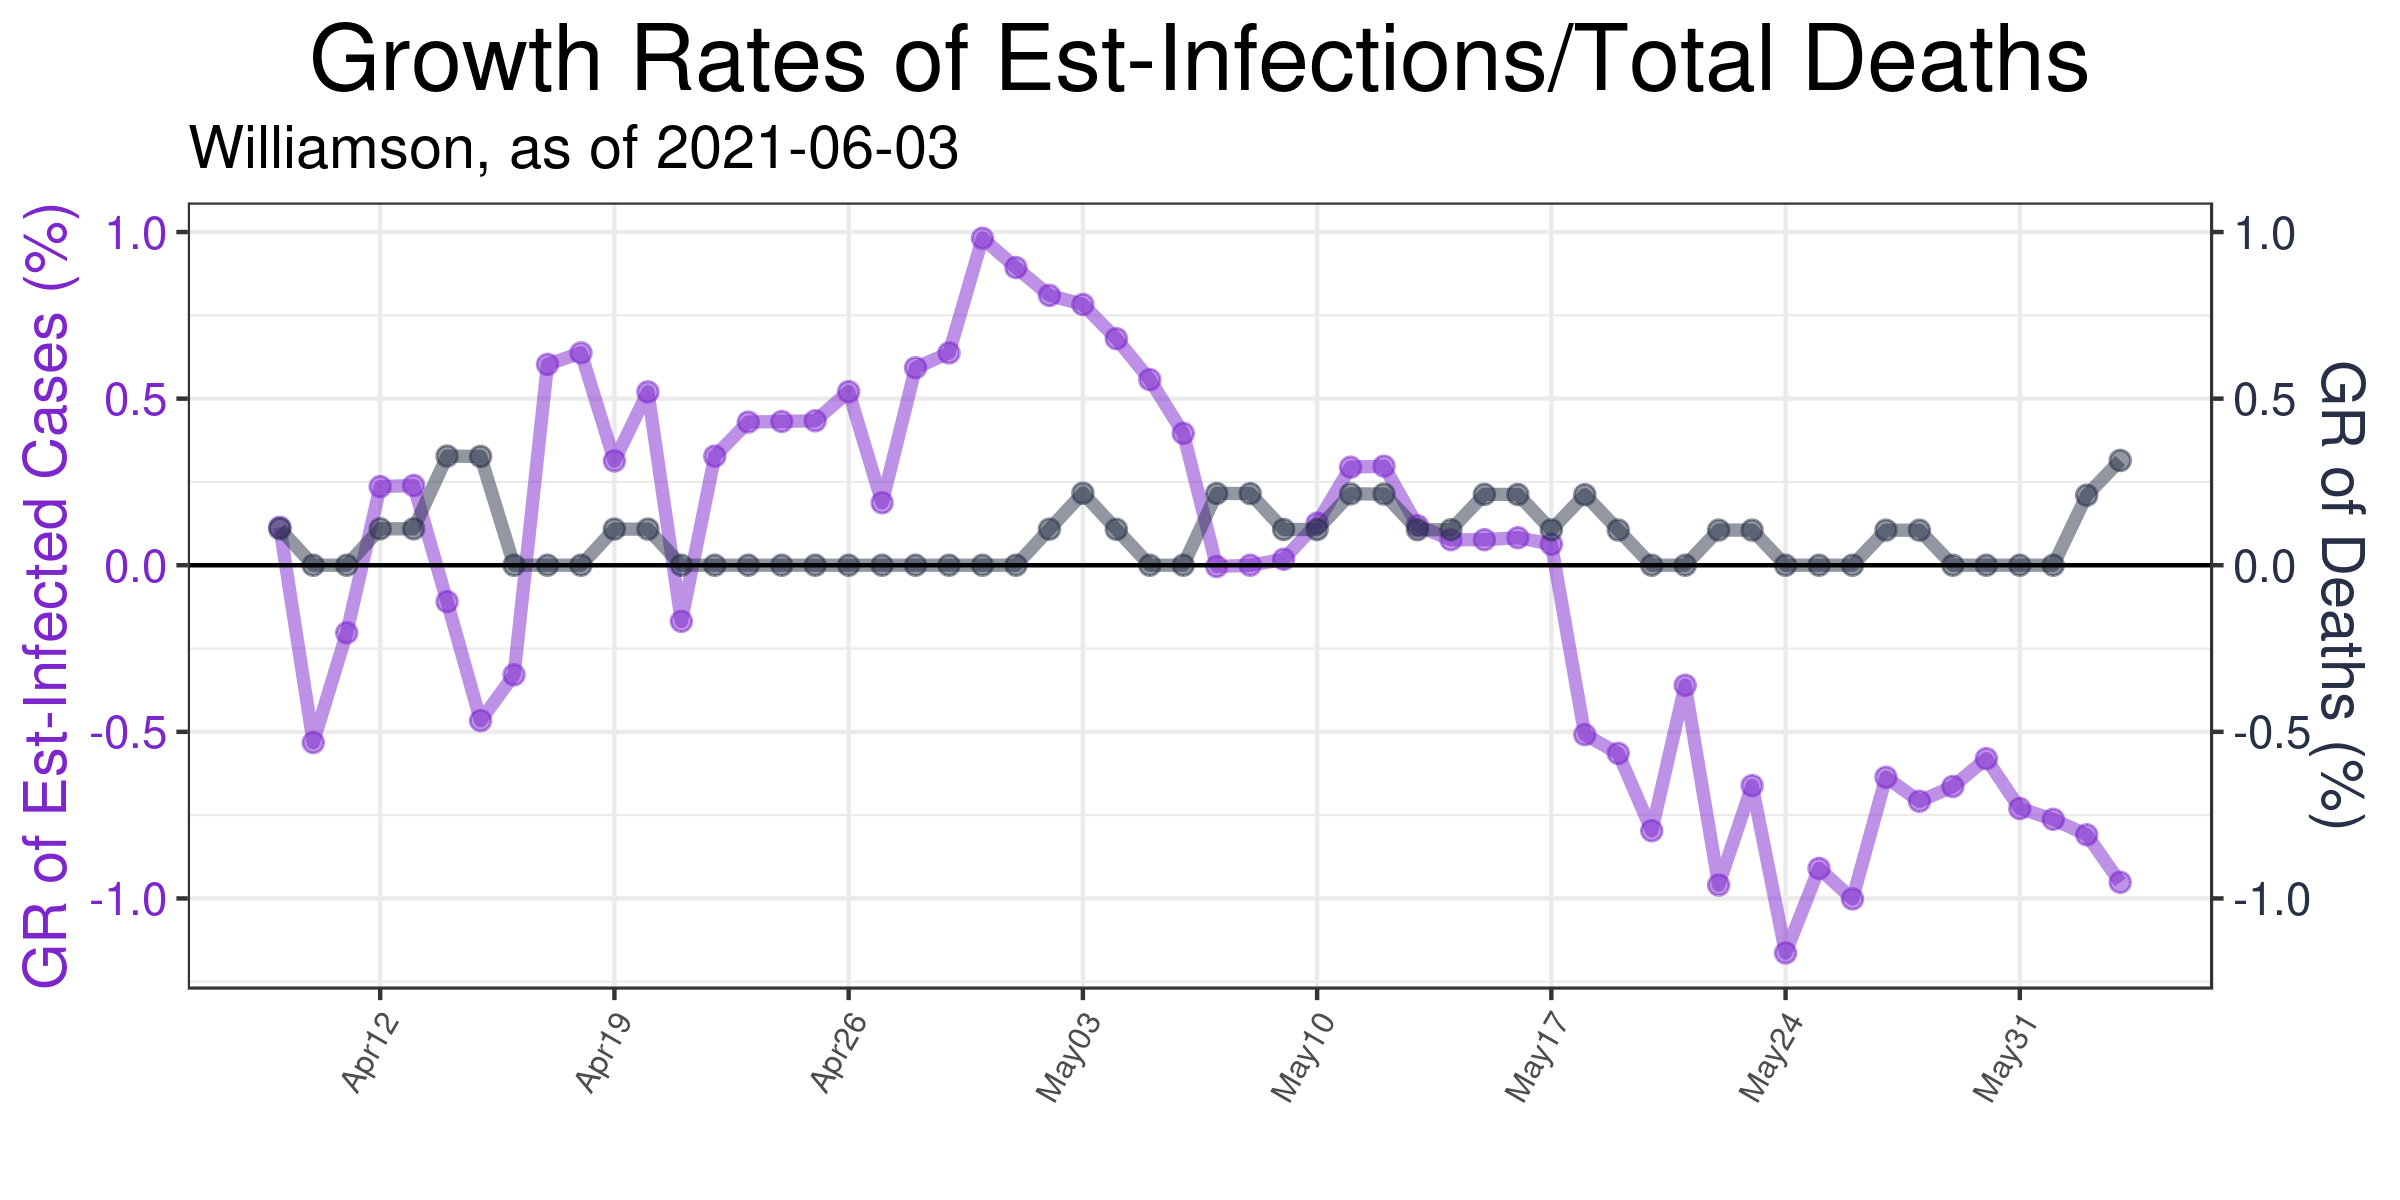 Growth Rates of Est-Infections/Total Deaths
Williamson, as of 2021-06-03
GR of Est-Infected Cases (%)
1.0
0.5
0.0
-0.5
-1.0
1.0
0.5
0.0
-0.5
-1.0
GR of Deaths (%)
Apr12 Apr19 Apr26 May03 May10 May17 May24 May31